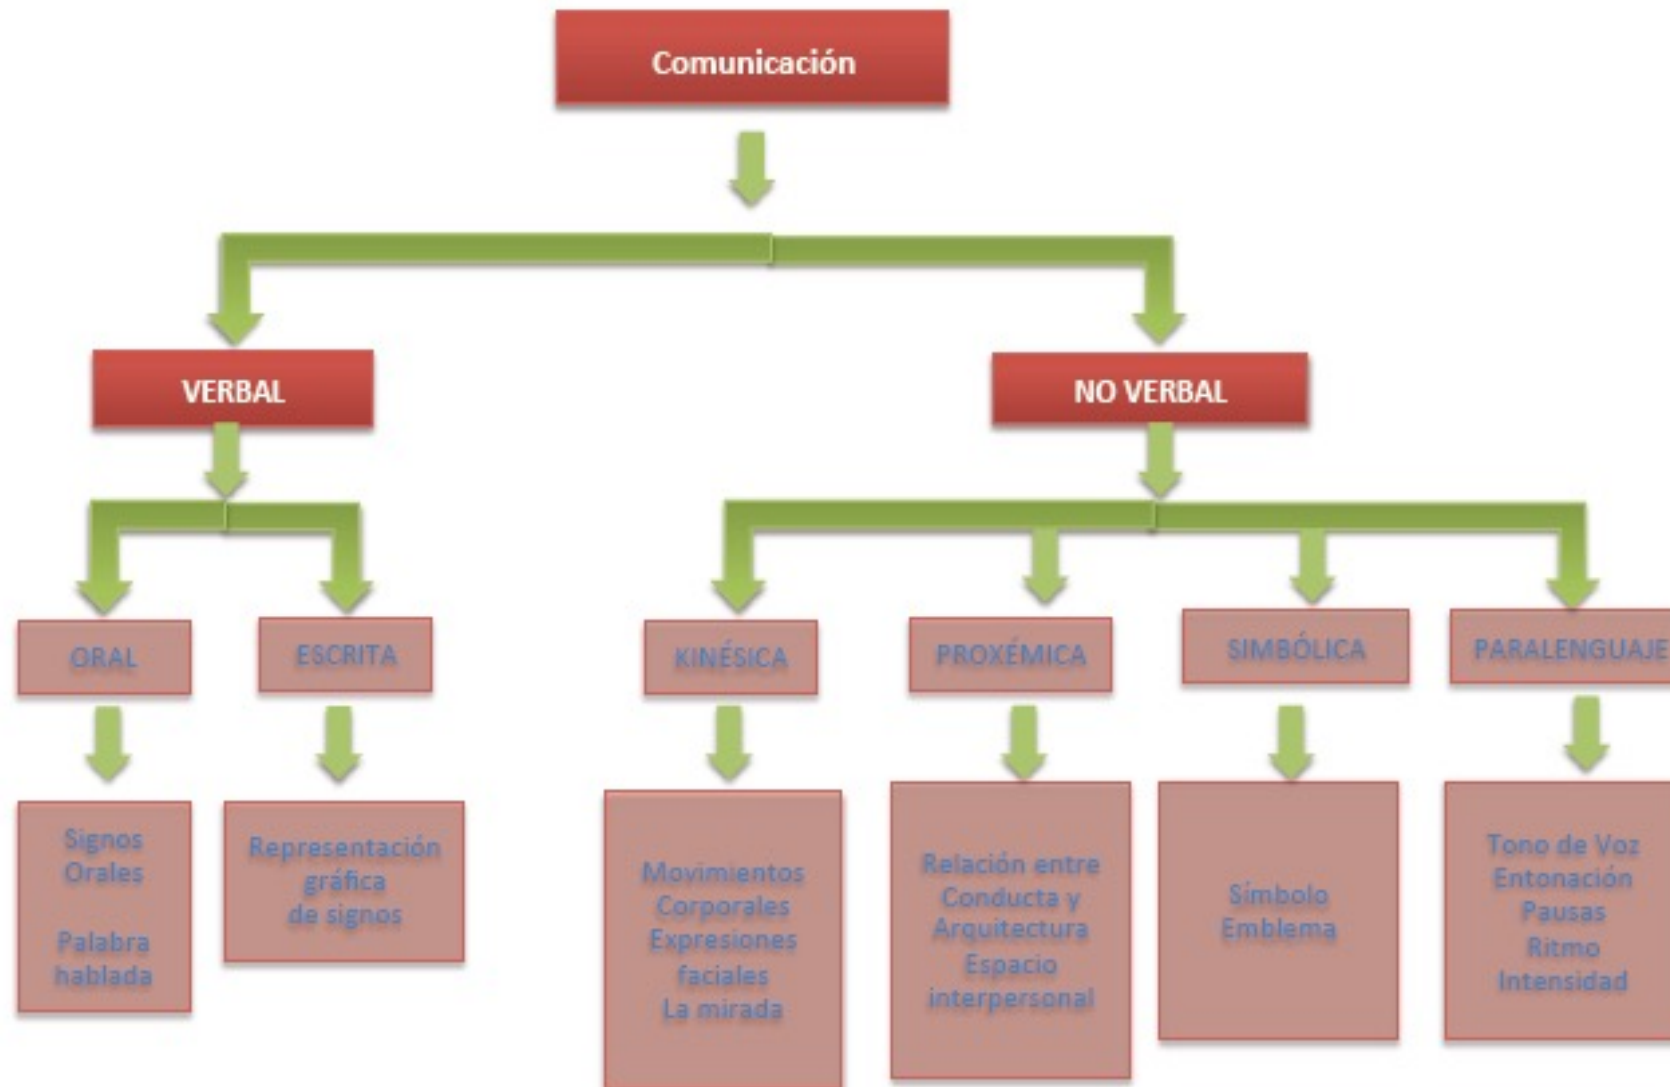 Comunicación
VERBAL
NO VERBAL
ORAL
ESCRITA
KINÉSICA
PROXÉMICA
SIMBÓLICA
PARALENGUAJE
Signos
Orales
Palabra
hablada
Representación
gráfica
de signos
Movimientos
Corporales
Expresiones
faciales
La mirada
Relación entre
Conducta y
Arquitectura
Espacio
interpersonal
Símbolo
Emblema
Tono de Voz
Entonación
Pausas
Ritmo
Intensidad